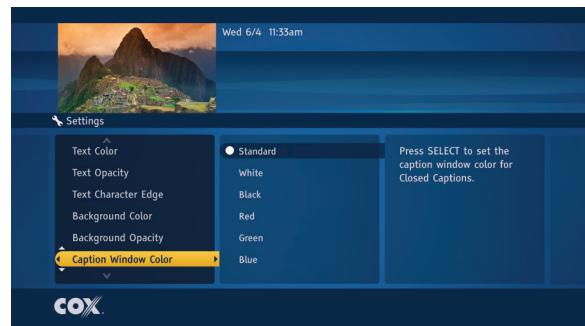 Wed 6/4 11:33am
Settings
Text Color
Text Opacity
Text Character Edge
Background Color
Background Opacity
Caption Window Color
Standard
White
Black
Red
Green
Blue
Press SELECT to set the
caption window color for
Closed Captions.
COX